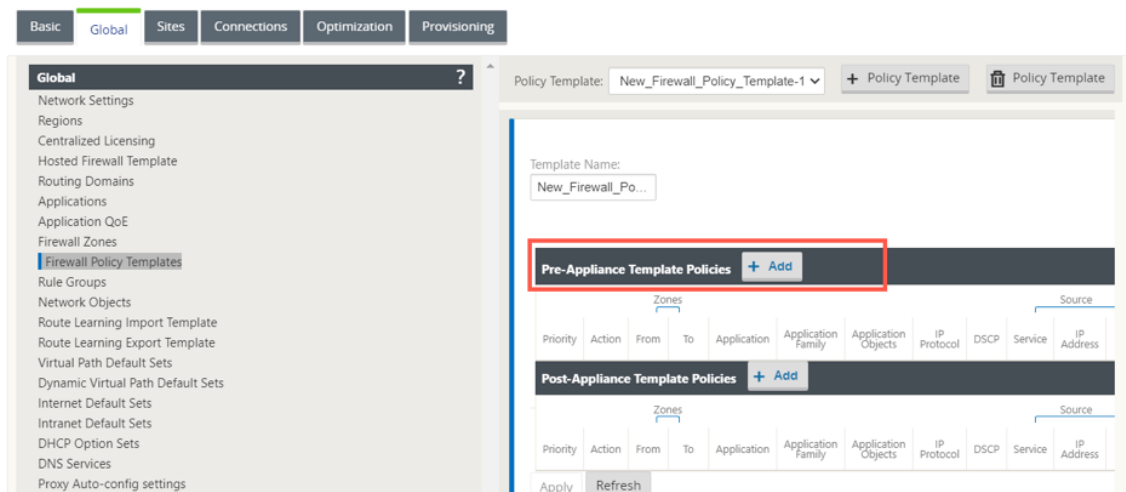 Basic Global Sites Connections Optimization Provisioning
Global ?
Network Settings
Regions
Centralized Licensing
Hosted Firewall Template
Routing Domains
Applications
Application QoE
Firewall Zones
Firewall Policy Templates
Rule Groups
Network Objects
Route Learning Import Template
Route Learning Export Template
Virtual Path Default Sets
Dynamic Virtual Path Default Sets
Internet Default Sets
Intranet Default Sets
DHCP Option Sets
DNS Services
Proxy Auto-config settings
Policy Template: New_Firewall_Policy_Template-1 + Policy Template Policy Template
Template Name:
New_Firewall_Po...
Pre-Appliance Template Policies + Add
Zones Source
Priority Action From To Application Application Family Application Objects IP Protocol DSCP Service IP Address
Post-Appliance Template Policies + Add
Zones Source
Priority Action From To Application Application Family Application Objects IP Protocol DSCP Service IP Address
Apply Refresh